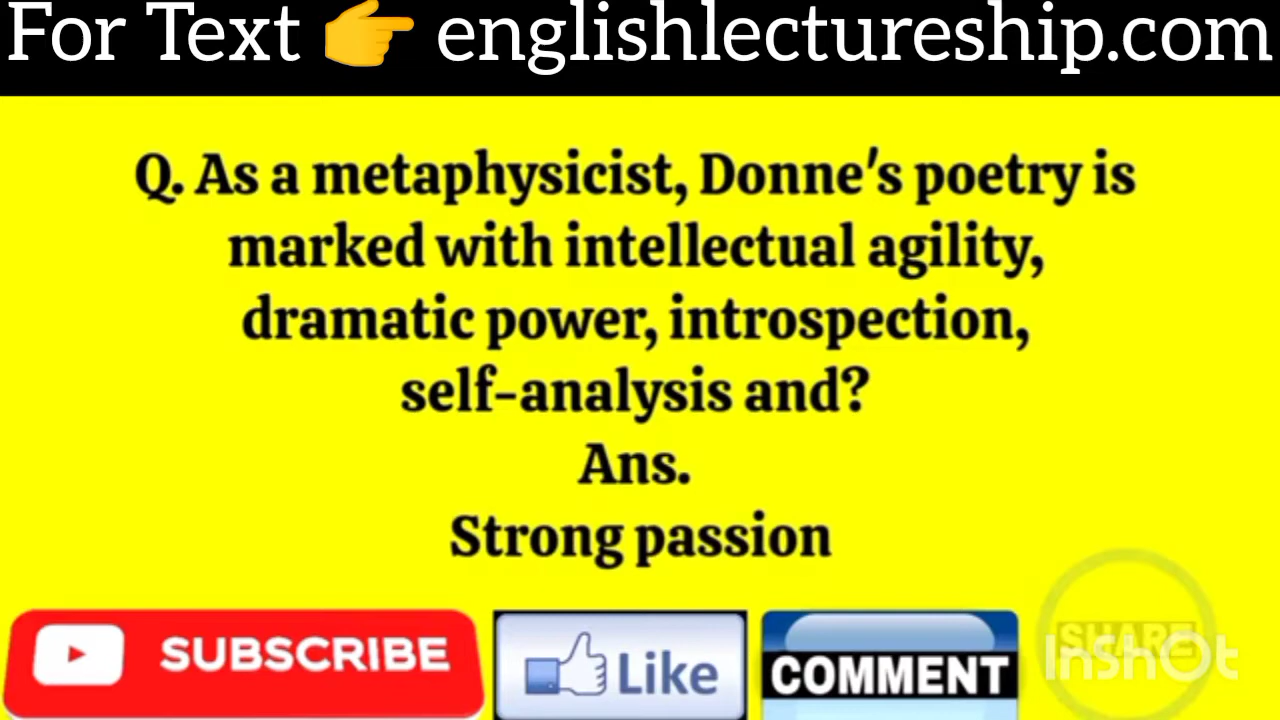 For Text 👉 englishlectureship.com
Q. As a metaphysicist, Donne's poetry is
marked with intellectual agility,
dramatic power, introspection,
self-analysis and?
Ans.
Strong passion
SUBSCRIBE
Like
COMMENT
SHARE
InShOt